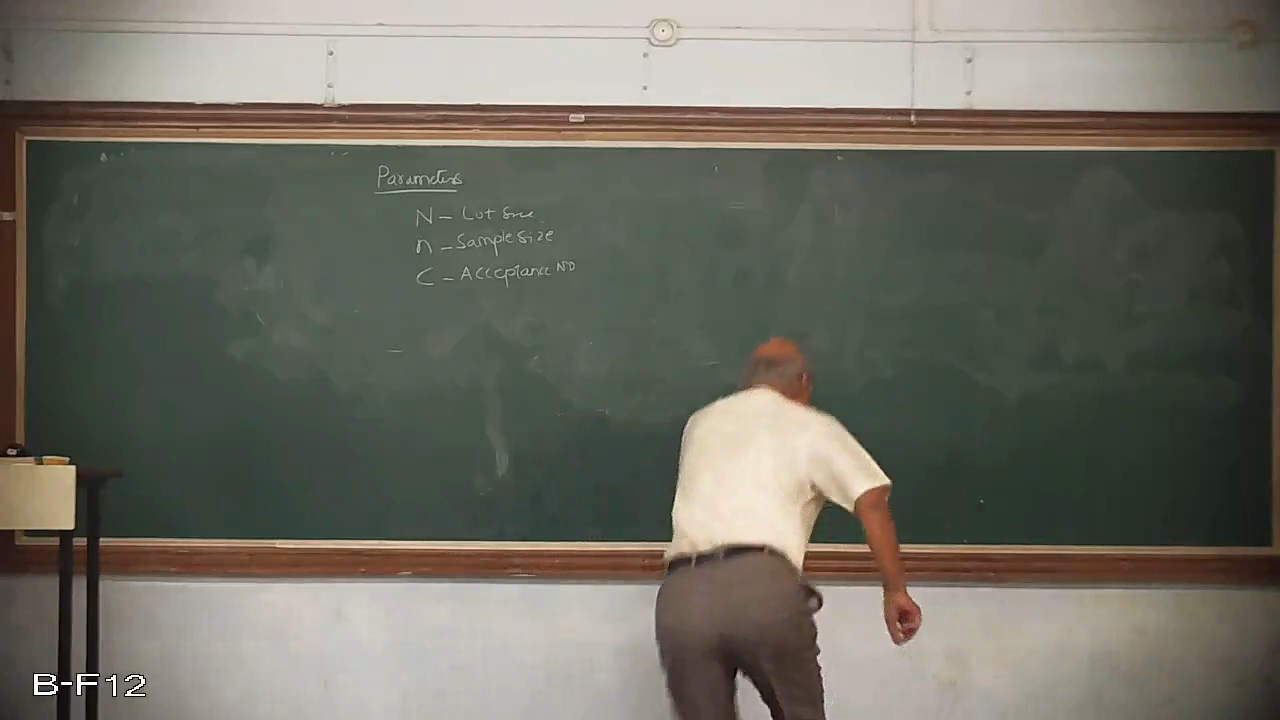 Parameters
N - Lot Size
n - Sample Size
C - Acceptance NO
B-F12